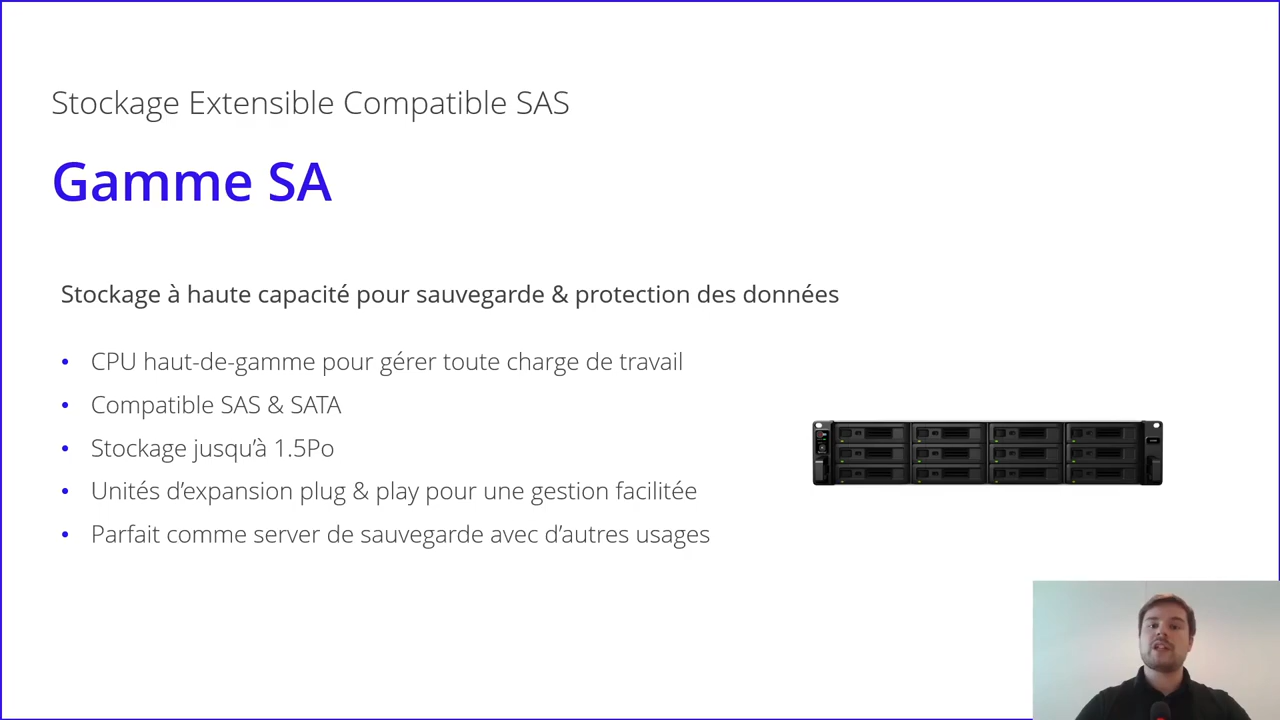 Stockage Extensible Compatible SAS
Gamme SA
Stockage à haute capacité pour sauvegarde & protection des données
• CPU haut-de-gamme pour gérer toute charge de travail
• Compatible SAS & SATA
• Stockage jusqu’à 1.5Po
• Unités d’expansion plug & play pour une gestion facilitée
• Parfait comme server de sauvegarde avec d’autres usages